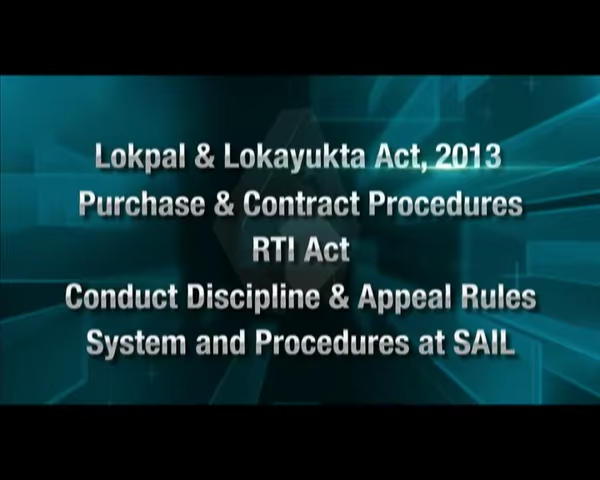 Lokpal & Lokayukta Act, 2013
Purchase & Contract Procedures
RTI Act
Conduct Discipline & Appeal Rules
System and Procedures at SAIL